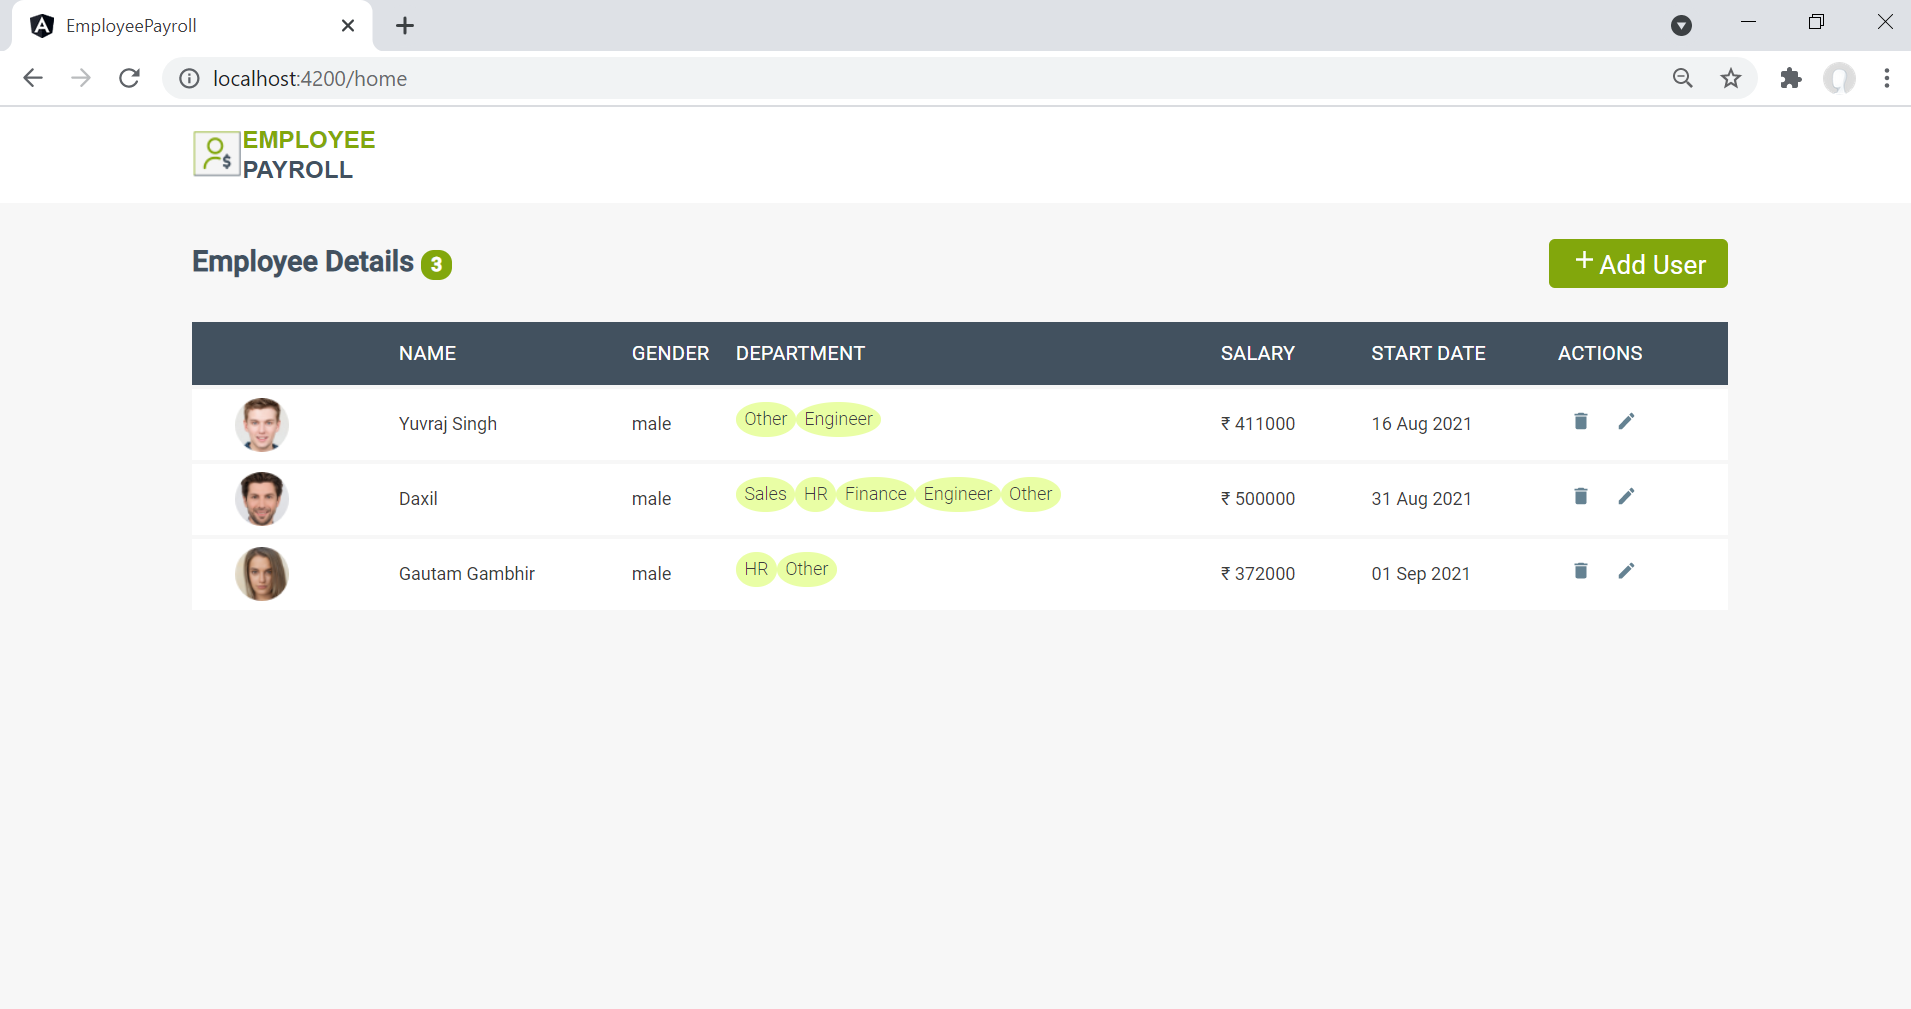 EmployeePayroll
localhost:4200/home
EMPLOYEE
PAYROLL
$
Employee Details 3
+ Add User
NAME GENDER DEPARTMENT SALARY START DATE ACTIONS
Yuvraj Singh male Other Engineer ₹ 411000 16 Aug 2021
Daxil male Sales HR Finance Engineer Other ₹ 500000 31 Aug 2021
Gautam Gambhir male HR Other ₹ 372000 01 Sep 2021